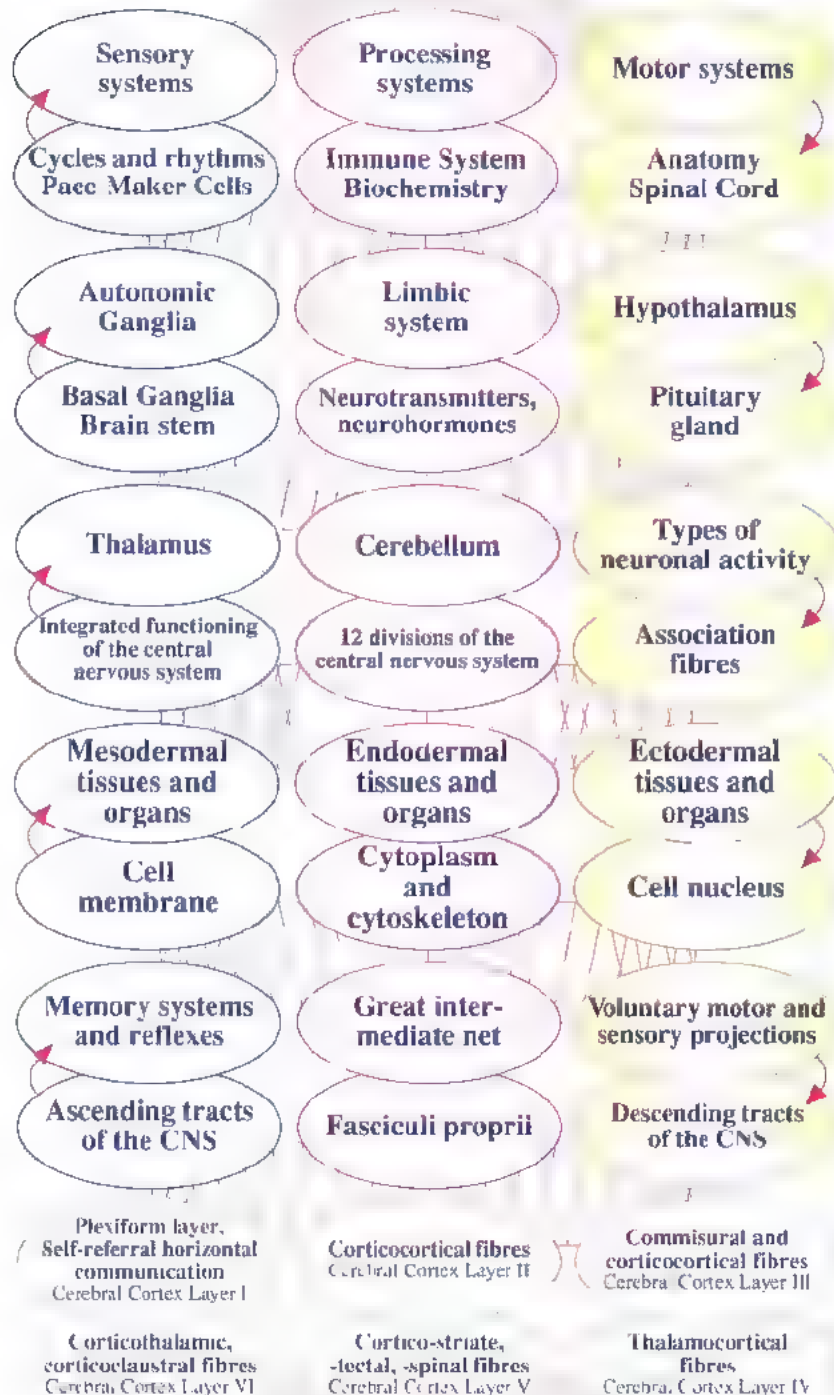 Sensory
systems
Processing
systems
Motor systems
Cycles and rhythms
Pace Maker Cells
Immune System
Biochemistry
Anatomy
Spinal Cord
Autonomic
Ganglia
Limbic
system
Hypothalamus
Basal Ganglia
Brain stem
Neurotransmitters,
neurohormones
Pituitary
gland
Thalamus
Cerebellum
Types of
neuronal activity
Integrated functioning
of the central
nervous system
12 divisions of the
central nervous system
Association
fibres
Mesodermal
tissues and
organs
Endodermal
tissues and
organs
Ectodermal
tissues and
organs
Cell
membrane
Cytoplasm
and
cytoskeleton
Cell nucleus
Memory systems
and reflexes
Great inter-
mediate net
Voluntary motor and
sensory projections
Ascending tracts
of the CNS
Fasciculi proprii
Descending tracts
of the CNS
Plexiform layer,
Self-referral horizontal
communication
Cerebral Cortex Layer I
Corticocortical fibres
Cerebral Cortex Layer II
Commisural and
corticocortical fibres
Cerebral Cortex Layer III
Corticothalamic,
corticoclaustral fibres
Cerebral Cortex Layer VI
Cortico-striate,
-tectal, -spinal fibres
Cerebral Cortex Layer V
Thalamocortical
fibres
Cerebral Cortex Layer IV